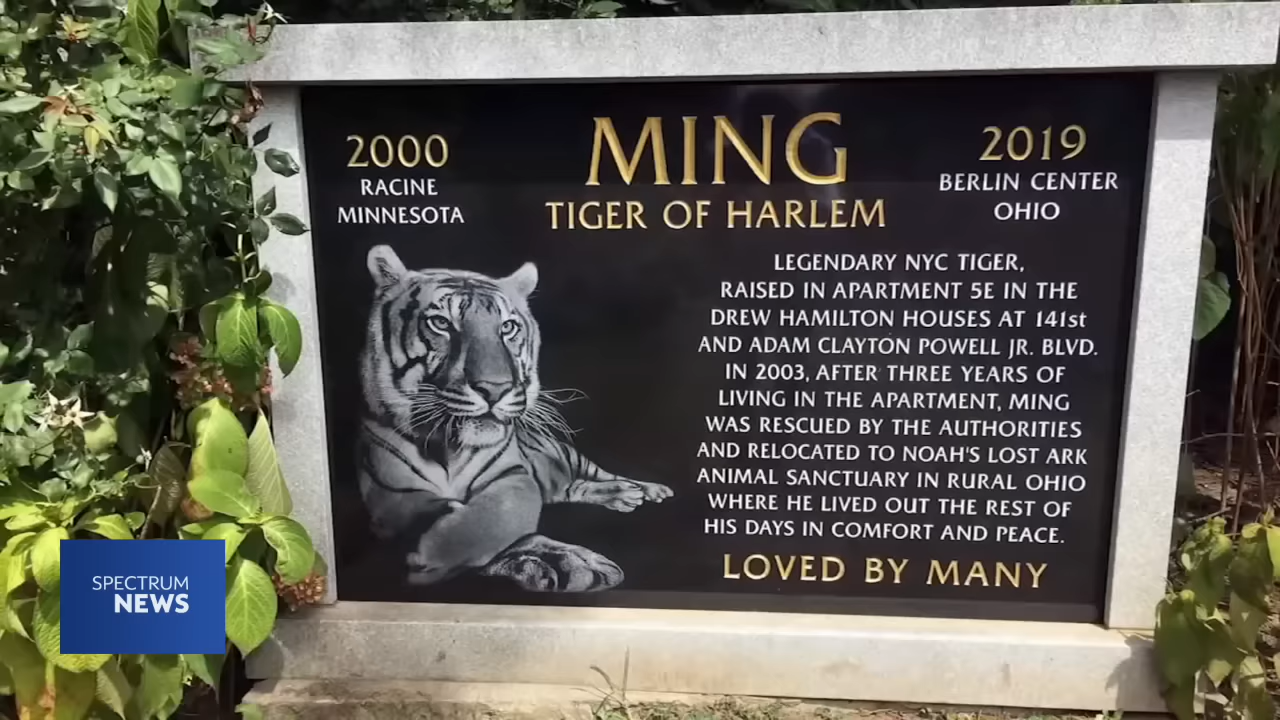 2000
RACINE
MINNESOTA
MING
TIGER OF HARLEM
2019
BERLIN CENTER
OHIO
LEGENDARY NYC TIGER,
RAISED IN APARTMENT 5E IN THE
DREW HAMILTON HOUSES AT 141st
AND ADAM CLAYTON POWELL JR. BLVD.
IN 2003, AFTER THREE YEARS OF
LIVING IN THE APARTMENT, MING
WAS RESCUED BY THE AUTHORITIES
AND RELOCATED TO NOAH'S LOST ARK
ANIMAL SANCTUARY IN RURAL OHIO
WHERE HE LIVED OUT THE REST OF
HIS DAYS IN COMFORT AND PEACE.
LOVED BY MANY
SPECTRUM
NEWS